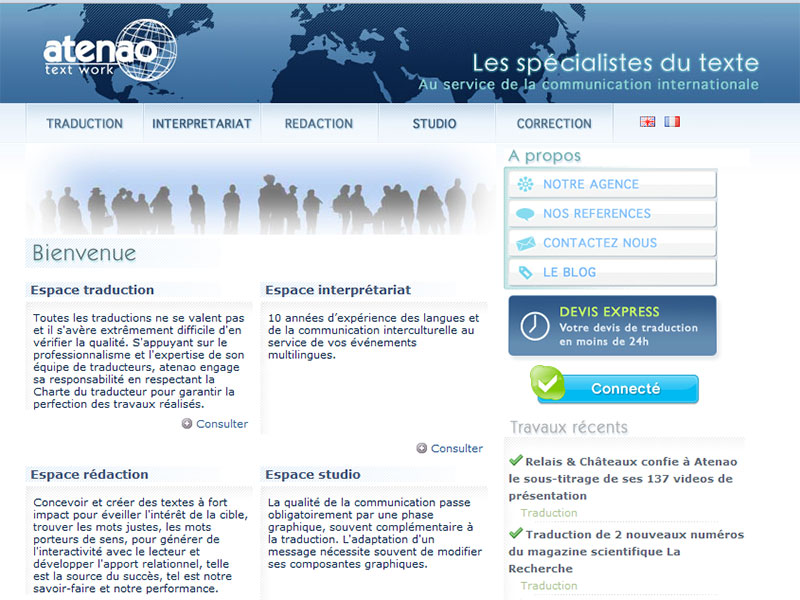 atenao
text work
Les spécialistes du texte
Au service de la communication internationale
TRADUCTION
INTERPRETARIAT
REDACTION
STUDIO
CORRECTION
A propos
NOTRE AGENCE
NOS REFERENCES
CONTACTEZ NOUS
LE BLOG
DEVIS EXPRESS
Votre devis de traduction
en moins de 24h
Connecté
Bienvenue
Espace traduction
Toutes les traductions ne se valent pas
et il s'avère extrêmement difficile d'en
vérifier la qualité. S'appuyant sur le
professionnalisme et l'expertise de son
équipe de traducteurs, atenao engage
sa responsabilité en respectant la
Charte du traducteur pour garantir la
perfection des travaux réalisés.
Consulter
Espace interprétariat
10 années d’expérience des langues et
de la communication interculturelle au
service de vos événements
multilingues.
Consulter
Espace rédaction
Concevoir et créer des textes à fort
impact pour éveiller l'intérêt de la cible,
trouver les mots justes, les mots
porteurs de sens, pour générer de
l'interactivité avec le lecteur et
développer l'apport relationnel, telle
est la source du succès, tel est notre
savoir-faire et notre performance.
Espace studio
La qualité de la communication passe
obligatoirement par une phase
graphique, souvent complémentaire à
la traduction. L'adaptation d'un
message nécessite souvent de modifier
ses composantes graphiques.
Travaux récents
Relais & Châteaux confie à Atenao
le sous-titrage de ses 137 videos de
présentation
Traduction
Traduction de 2 nouveaux numéros
du magazine scientifique La
Recherche
Traduction